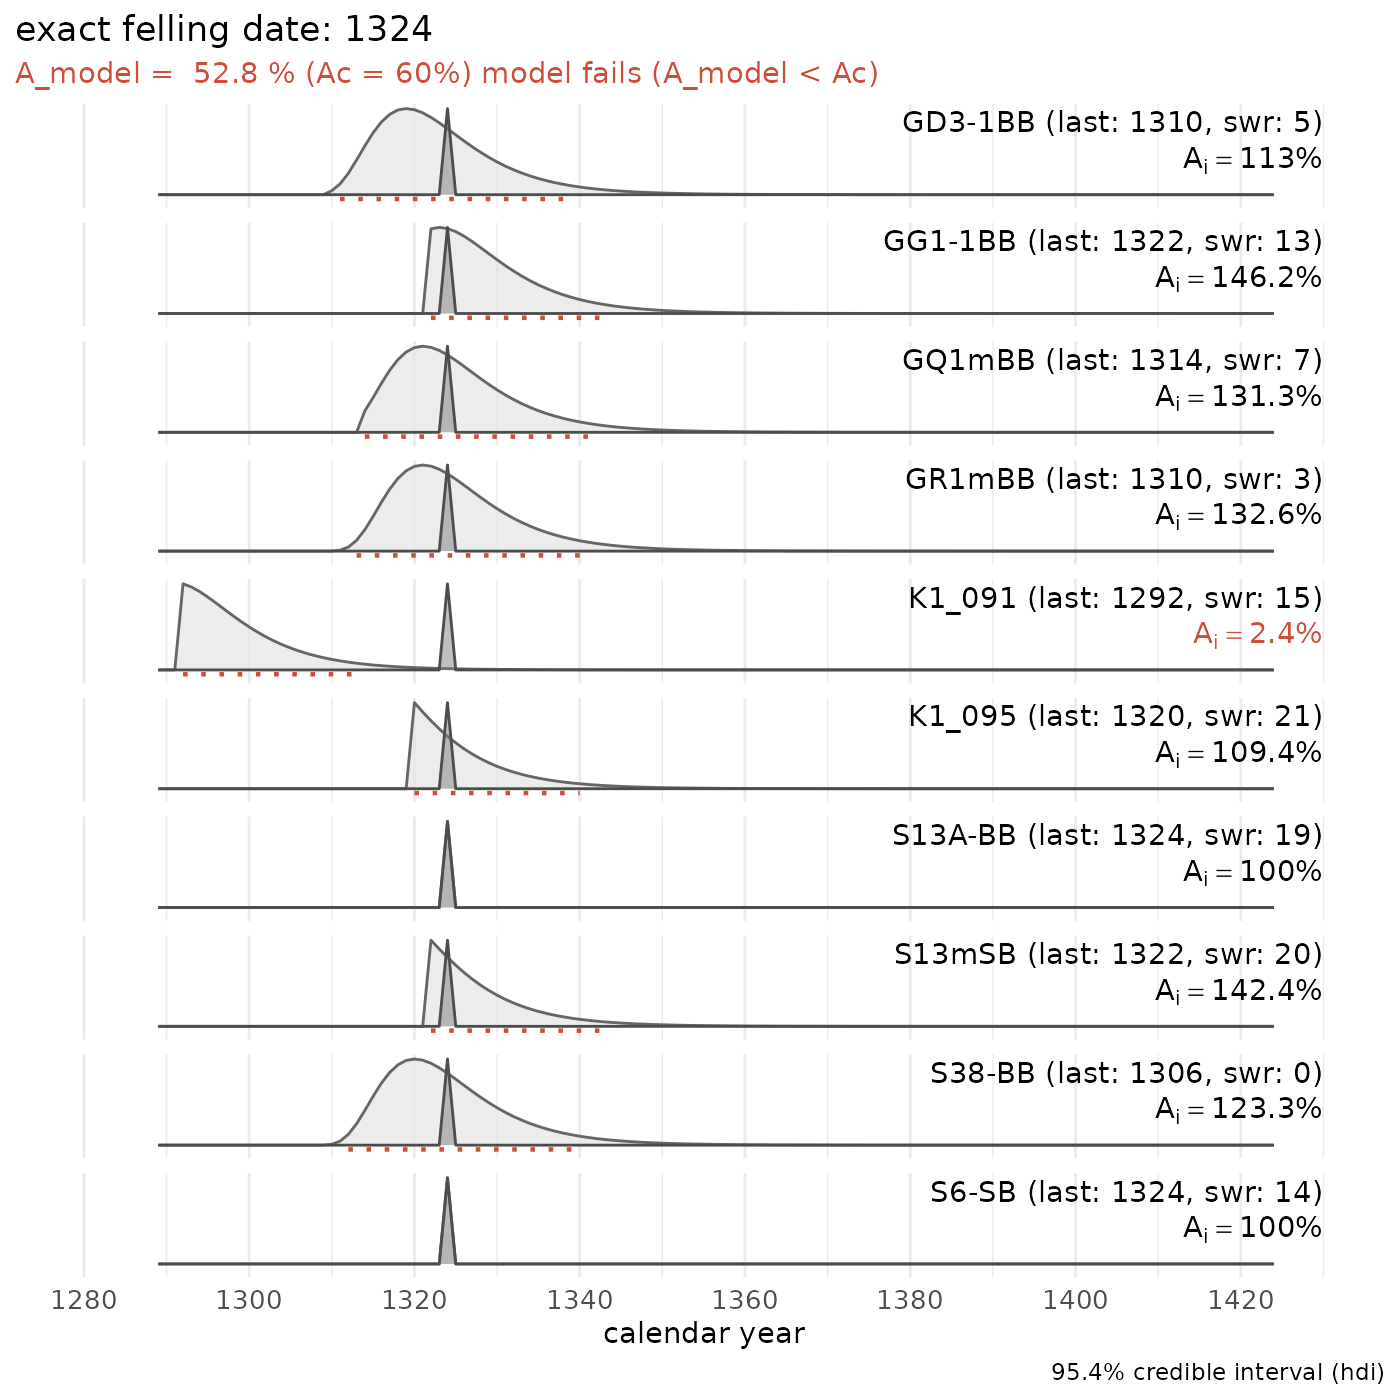 exact felling date: 1324
A_model =  52.8 % (Ac = 60%) model fails (A_model < Ac)
GD3-1BB (last: 1310, swr: 5)
Ai = 113%
GG1-1BB (last: 1322, swr: 13)
Ai = 146.2%
GQ1mBB (last: 1314, swr: 7)
Ai = 131.3%
GR1mBB (last: 1310, swr: 3)
Ai = 132.6%
K1_091 (last: 1292, swr: 15)
Ai = 2.4%
K1_095 (last: 1320, swr: 21)
Ai = 109.4%
S13A-BB (last: 1324, swr: 19)
Ai = 100%
S13mSB (last: 1322, swr: 20)
Ai = 142.4%
S38-BB (last: 1306, swr: 0)
Ai = 123.3%
S6-SB (last: 1324, swr: 14)
Ai = 100%
1280 1300 1320 1340 1360 1380 1400 1420
calendar year
95.4% credible interval (hdi)